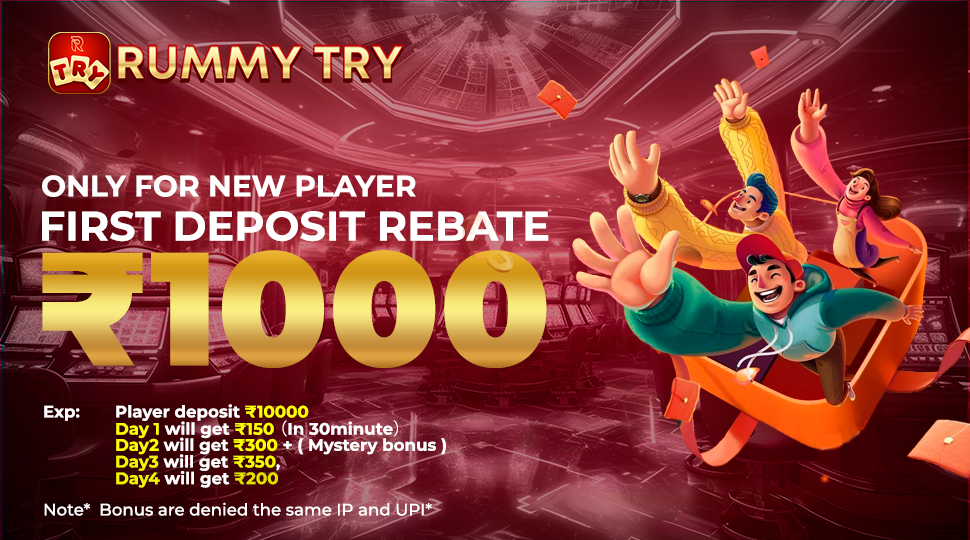 R
TRY
RUMMY TRY
ONLY FOR NEW PLAYER
FIRST DEPOSIT REBATE
₹1000
Exp: Player deposit ₹10000
Day 1 will get ₹150 (In 30minute)
Day2 will get ₹300 + ( Mystery bonus )
Day3 will get ₹350,
Day4 will get ₹200
Note* Bonus are denied the same IP and UPI*